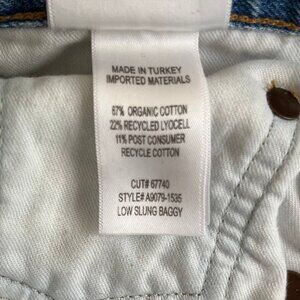 MADE IN TURKEY
IMPORTED MATERIALS
67% ORGANIC COTTON
22% RECYCLED LYOCELL
11% POST CONSUMER
RECYCLE COTTON
CUT# 67740
STYLE# A9079-1535
LOW SLUNG BAGGY